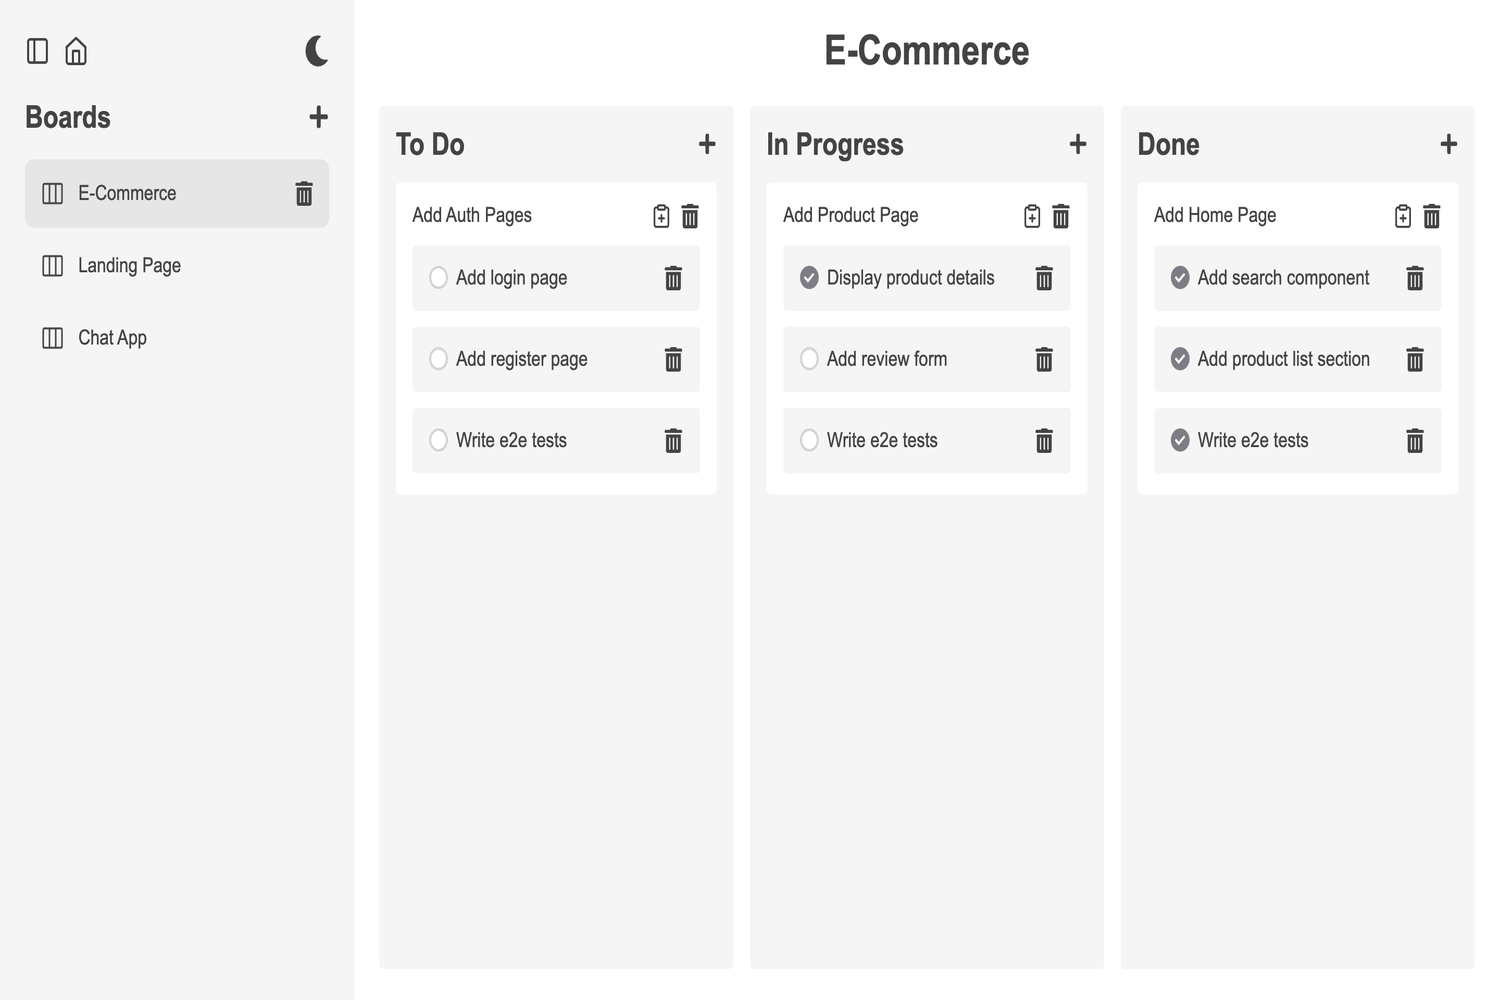 Boards
E-Commerce
Landing Page
Chat App
E-Commerce
To Do
Add Auth Pages
Add login page
Add register page
Write e2e tests
In Progress
Add Product Page
Display product details
Add review form
Write e2e tests
Done
Add Home Page
Add search component
Add product list section
Write e2e tests